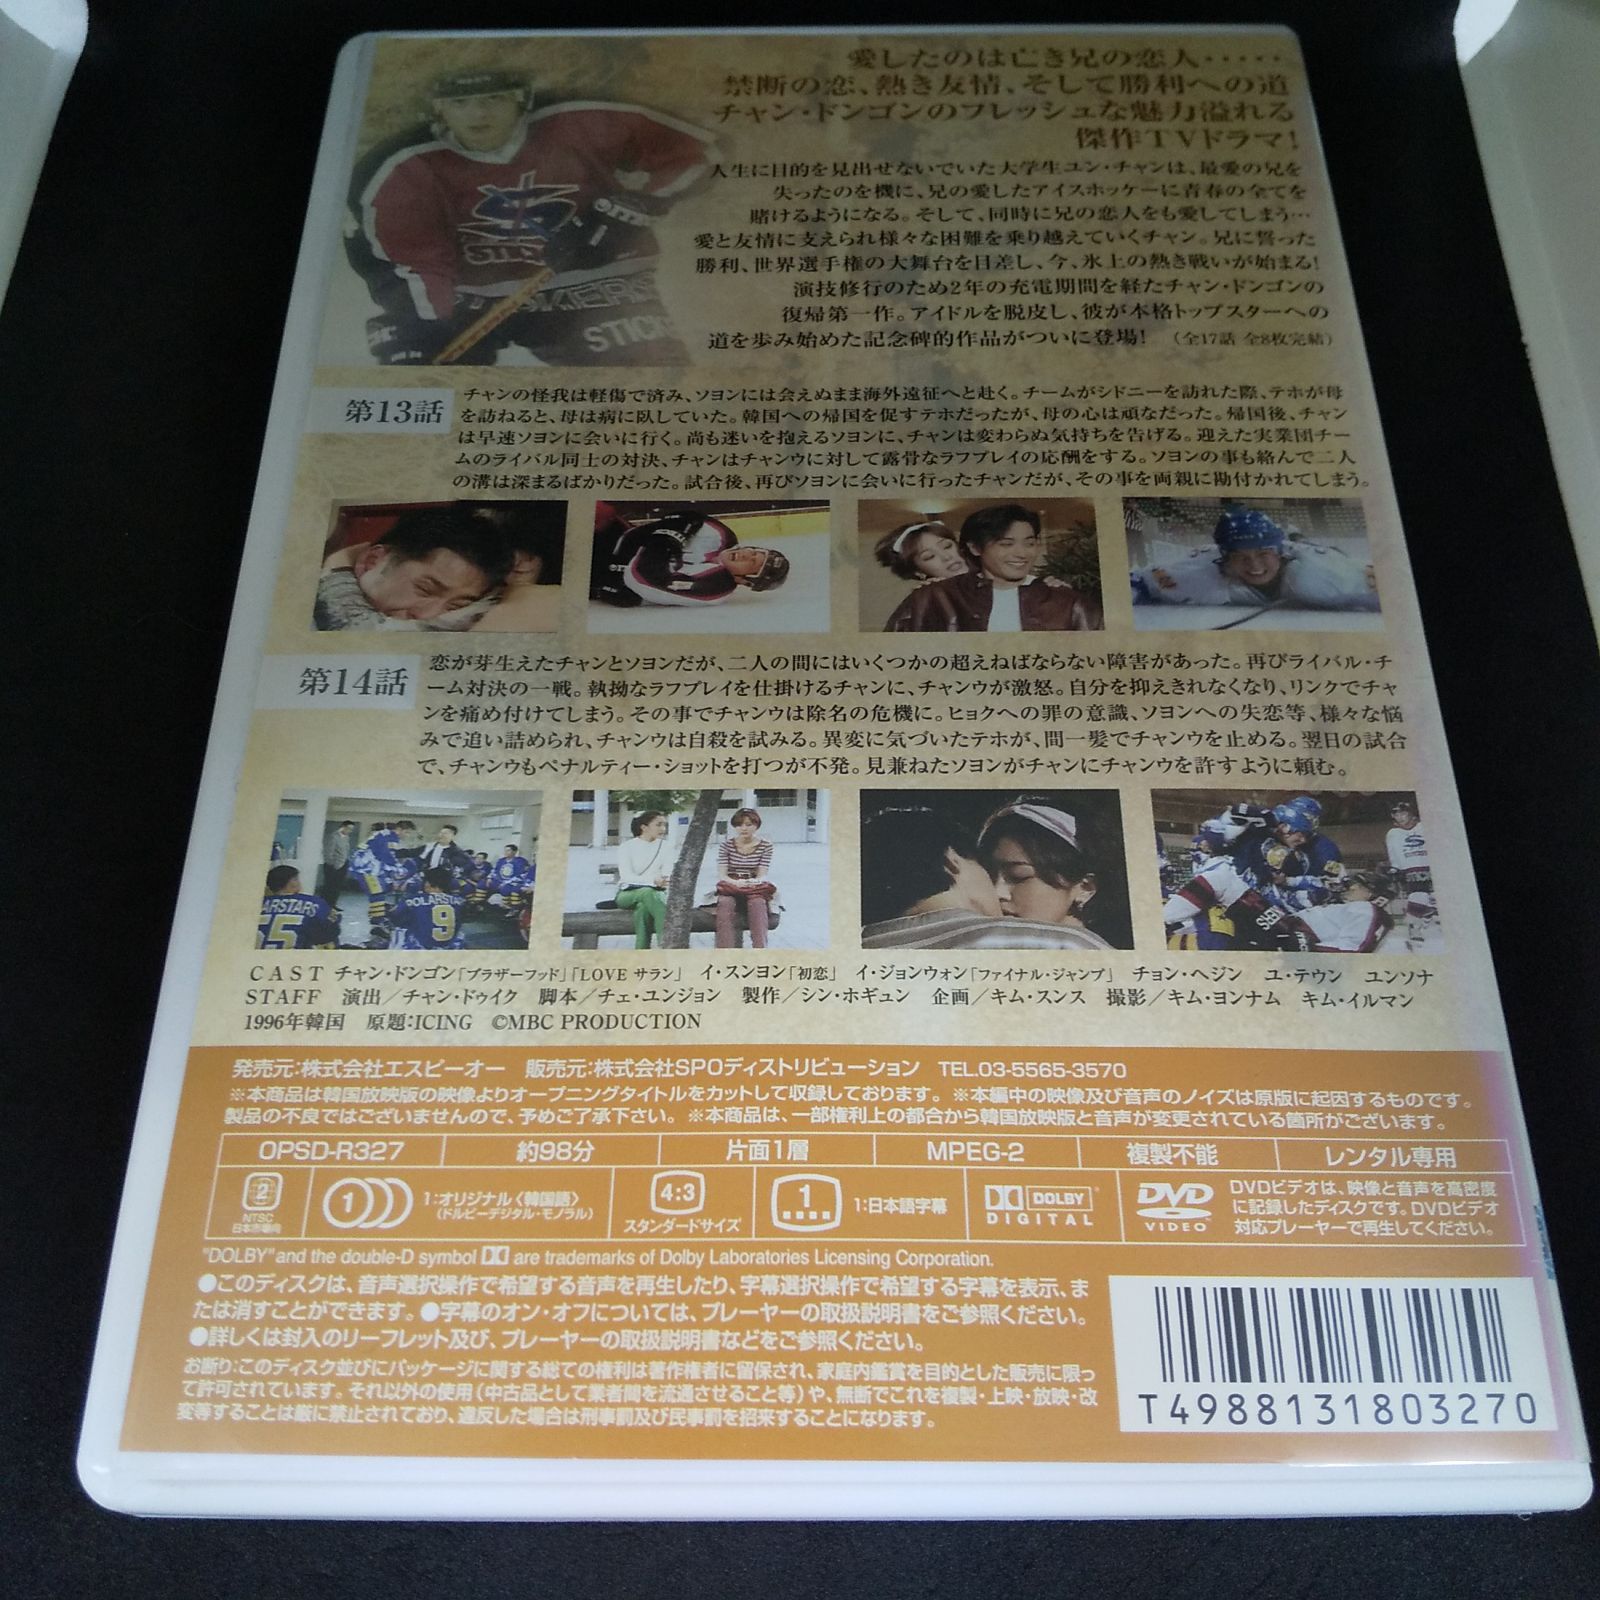 愛したのは亡き兄の恋人・・・・・
禁断の恋、熱き友情、そして勝利への道
チャン・ドンゴンのフレッシュな魅力溢れる
傑作TVドラマ!
人生に目的を見出せないでいた大学生ユン・チャンは、最愛の兄を
失ったのを機に、兄の愛したアイスホッケーに青春の全てを
賭けるようになる。そして、同時に兄の恋人をも愛してしまう…
愛と友情に支えられ様々な困難を乗り越えていくチャン。兄に誓った
勝利、世界選手権の大舞台を目差し、今、氷上の熱き戦いが始まる!
演技修行のため2年の充電期間を経たチャン・ドンゴンの
復帰第一作。アイドルを脱皮し、彼が本格トップスターへの
道を歩み始めた記念碑的作品がついに登場! (全17話 全8枚完結)
STICK
第13話
チャンの怪我は軽傷で済み、ソヨンには会えぬまま海外遠征へと赴く。チームがシドニーを訪れた際、テホが母
を訪ねると、母は病に臥していた。韓国への帰国を促すテホだったが、母の心は頑なだった。帰国後、チャン
は早速ソヨンに会いに行く。尚も迷いを抱えるソヨンに、チャンは変わらぬ気持ちを告げる。迎えた実業団チー
ムのライバル同士の対決、チャンはチャンウに対して露骨なラフプレイの応酬をする。ソヨンの事も絡んで二人
の溝は深まるばかりだった。試合後、再びソヨンに会いに行ったチャンだが、その事を両親に勘付かれてしまう。
第14話
恋が芽生えたチャンとソヨンだが、二人の間にはいくつかの超えねばならない障害があった。再びライバル・チ
ーム対決の一戦。執拗なラフプレイを仕掛けるチャンに、チャンウが激怒。自分を抑えきれなくなり、リンクでチャ
ンを痛め付けてしまう。その事でチャンウは除名の危機に。ヒョクへの罪の意識、ソヨンへの失恋等、様々な悩
みで追い詰められ、チャンウは自殺を試みる。異変に気づいたテホが、間一髪でチャンウを止める。翌日の試合
で、チャンウもペナルティー・ショットを打つが不発。見兼ねたソヨンがチャンにチャンウを許すように頼む。
ARSTARS
5
POLARSTARS
9
CAST チャン・ドンゴン「ブラザーフッド」「LOVE サラン」 イ・スンヨン「初恋」 イ・ジョンウォン「ファイナル・ジャンプ」 チョン・ヘジン ユ・テウン ユンソナ
STAFF 演出/チャン・ドゥイク 脚本/チェ・ユンジョン 製作/シン・ホギュン 企画/キム・スンス 撮影/キム・ヨンナム キム・イルマン
1996年韓国 原題:ICING ©MBC PRODUCTION
発売元:株式会社エスピーオー 販売元:株式会社SPOディストリビューション TEL.03-5565-3570
※本商品は韓国放映版の映像よりオープニングタイトルをカットして収録しております。 ※本編中の映像及び音声のノイズは原版に起因するものです。
製品の不良ではございませんので、予めご了承下さい。 ※本商品は、一部権利上の都合から韓国放映版と音声が変更されている箇所がございます。
OPSD-R327 約98分 片面1層 MPEG-2 複製不能 レンタル専用
2
NTSC
日本市場向
1 1:オリジナル〈韓国語〉
(ドルビーデジタル・モノラル)
4:3
スタンダードサイズ
1 1:日本語字幕
DOLBY
DIGITAL
DVD
VIDEO
DVDビデオは、映像と音声を高密度
に記録したディスクです。DVDビデオ
対応プレーヤーで再生してください。
"DOLBY" and the double-D symbol are trademarks of Dolby Laboratories Licensing Corporation.
●このディスクは、音声選択操作で希望する音声を再生したり、字幕選択操作で希望する字幕を表示、ま
たは消すことができます。●字幕のオン・オフについては、プレーヤーの取扱説明書をご参照ください。
●詳しくは封入のリーフレット及び、プレーヤーの取扱説明書などをご参照ください。
お断り:このディスク並びにパッケージに関する総ての権利は著作権者に留保され、家庭内鑑賞を目的とした販売に限っ
て許可されています。それ以外の使用(中古品として業者間を流通させること等)や、無断でこれを複製・上映・放映・改
変等することは厳に禁止されており、違反した場合は刑事罰及び民事罰を招来することになります。
T4988131803270